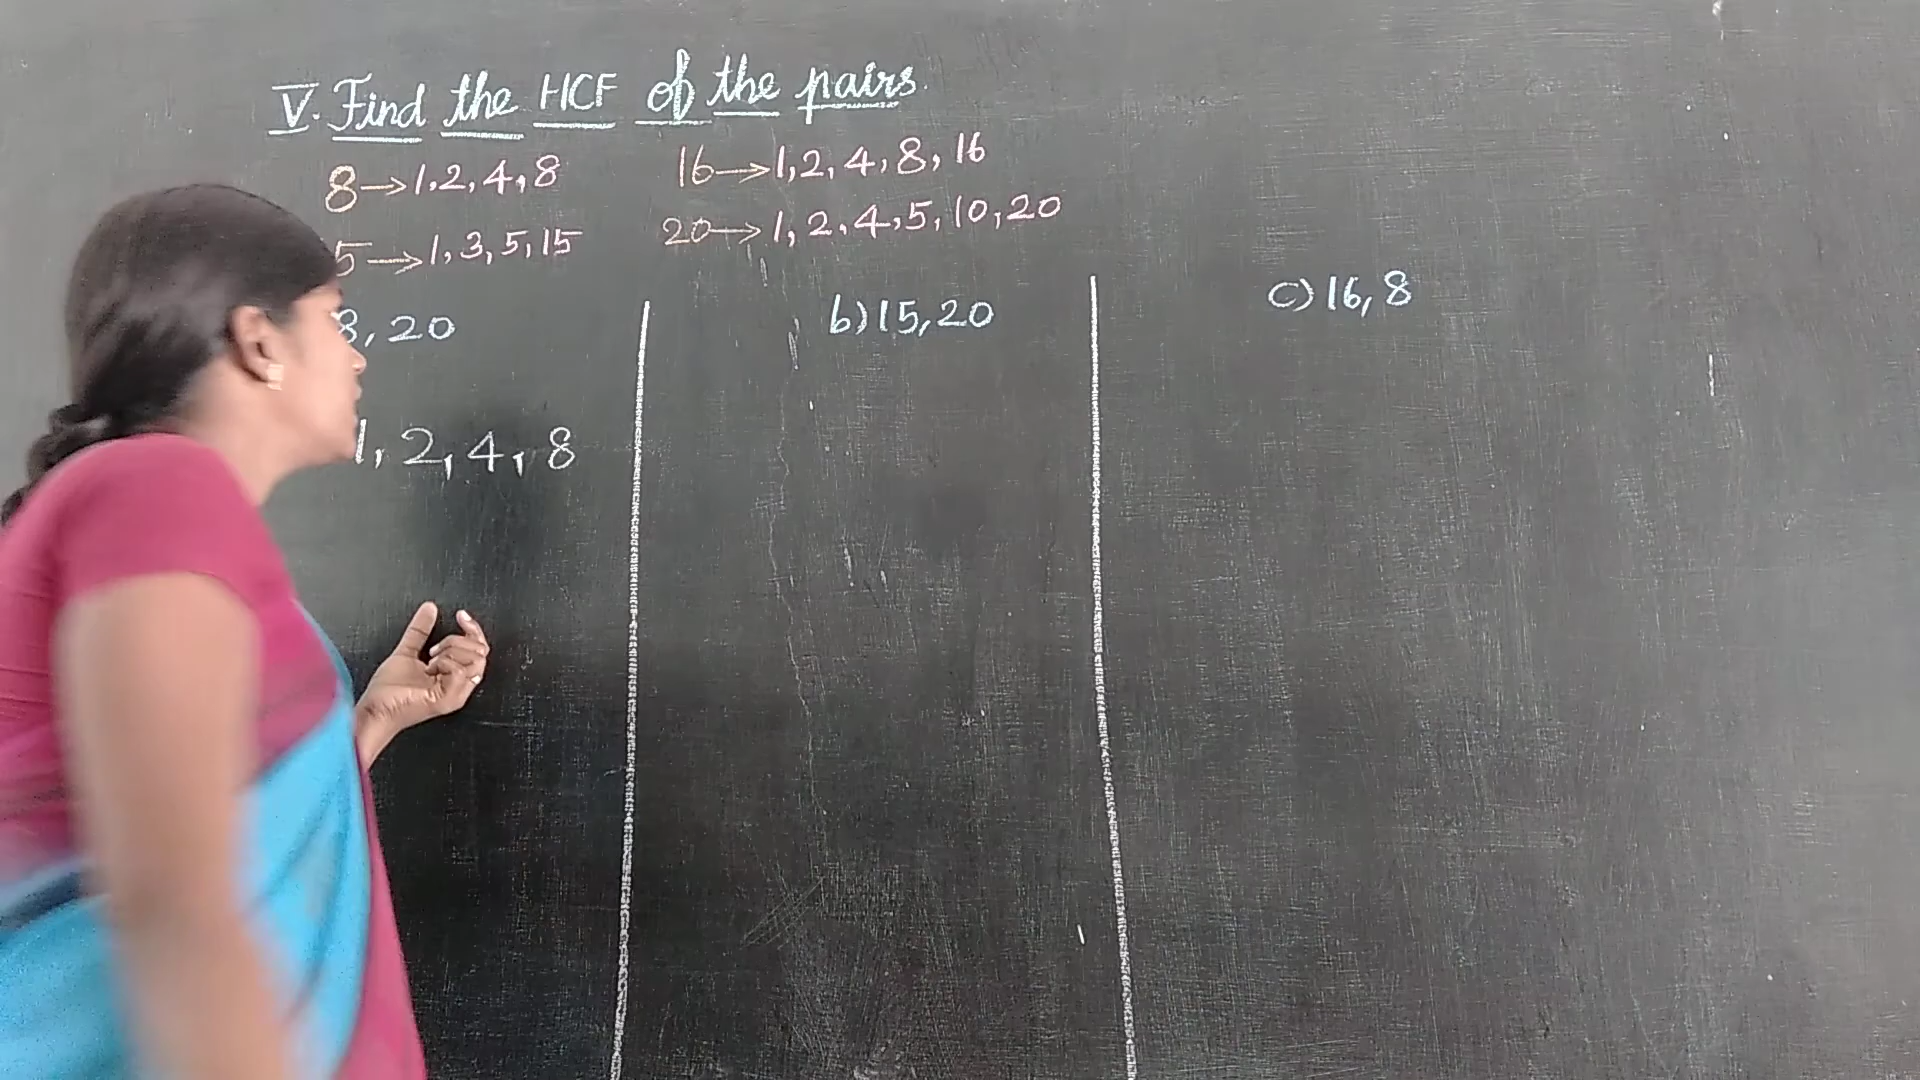 V. Find the HCF of the pairs.
8→1,2,4,8 16→1,2,4,8,16
5→1,3,5,15 20→1,2,4,5,10,20
8,20 b)15,20 c)16,8
1,2,4,8